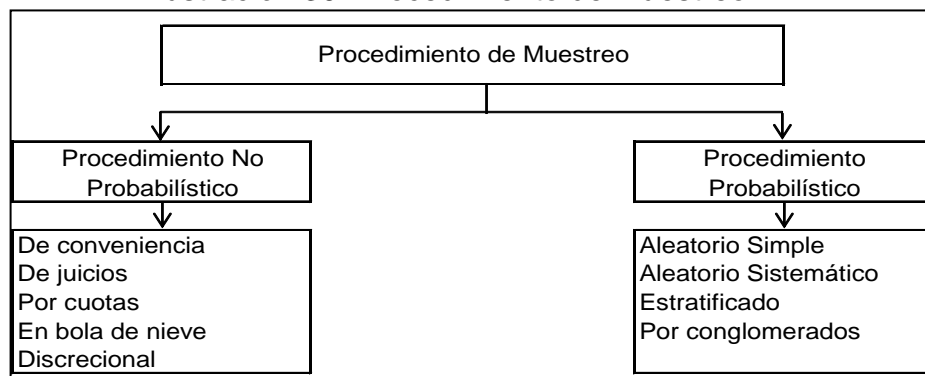 Procedimiento de Muestreo
Procedimiento No
Probabilístico
De conveniencia
De juicios
Por cuotas
En bola de nieve
Discrecional
Procedimiento
Probabilístico
Aleatorio Simple
Aleatorio Sistemático
Estratificado
Por conglomerados